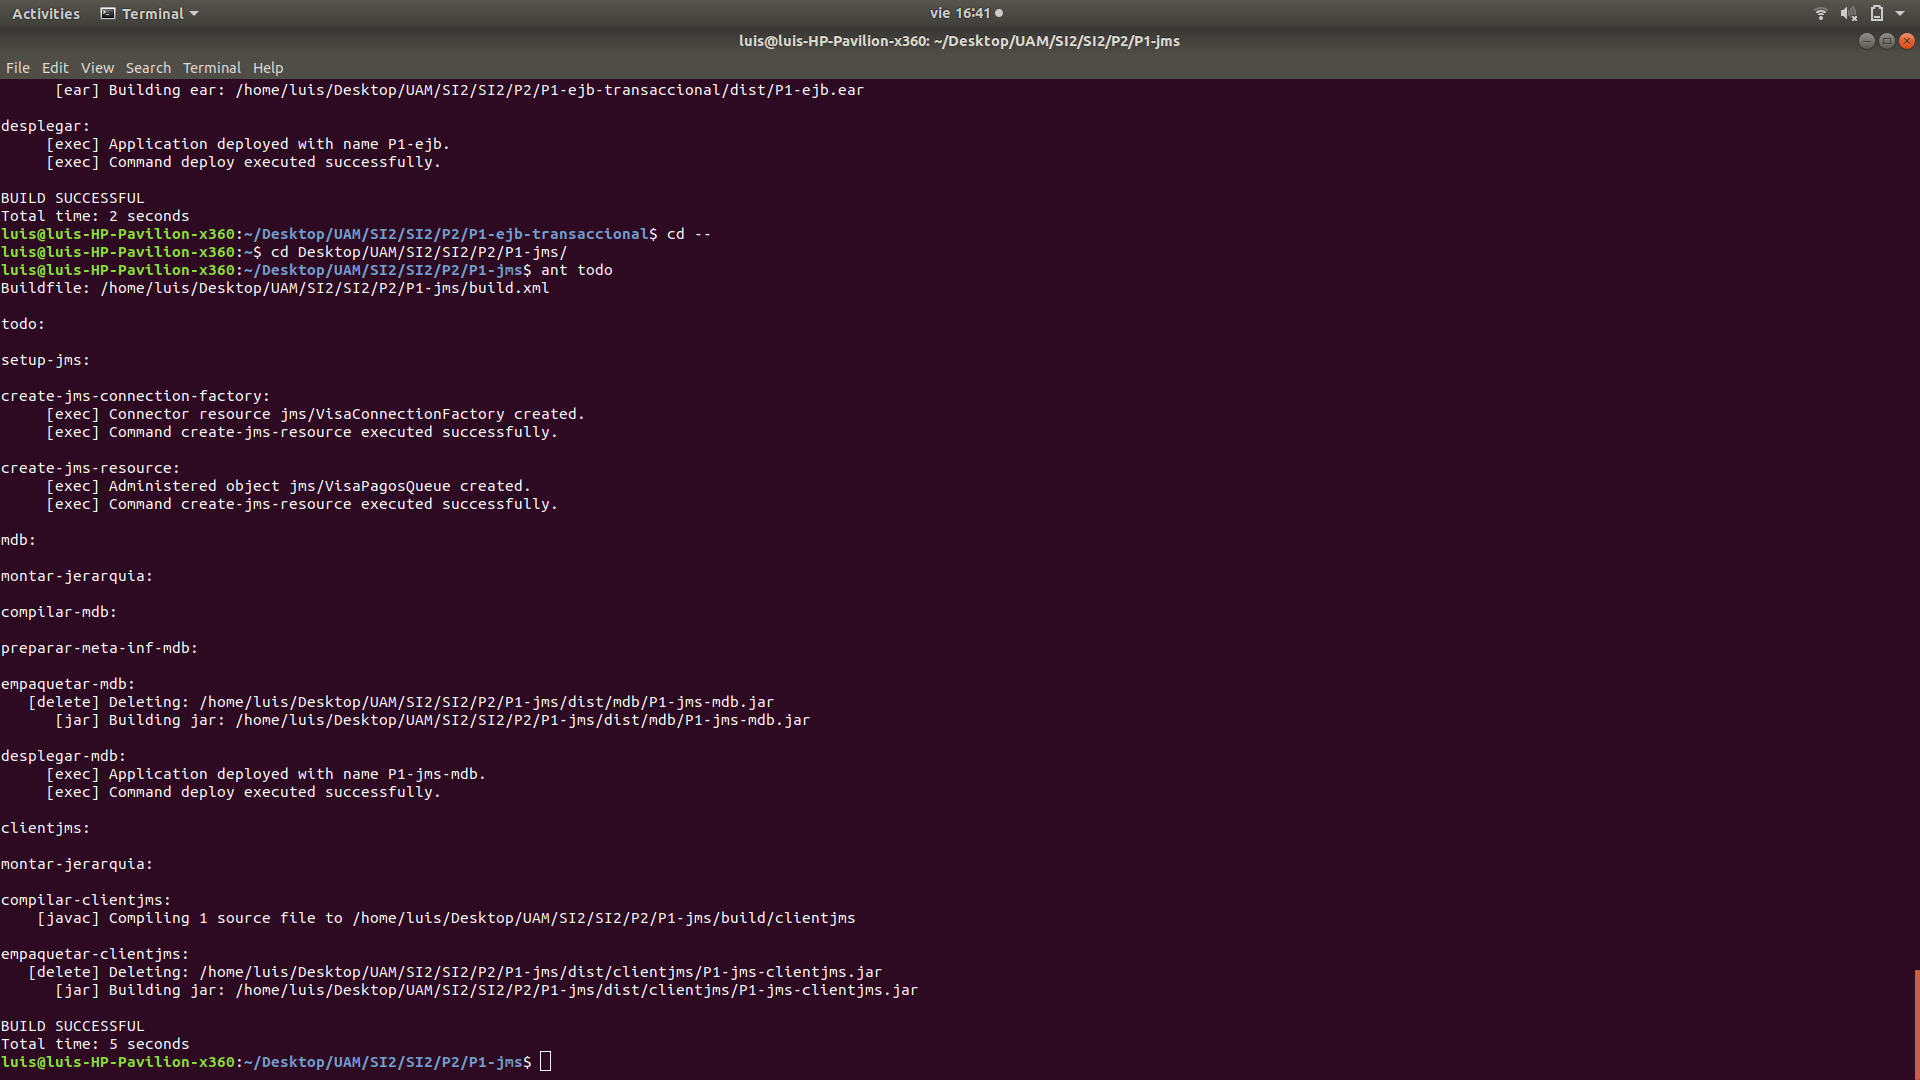 Activities Terminal vie 16:41
luis@luis-HP-Pavilion-x360: ~/Desktop/UAM/SI2/SI2/P2/P1-jms
File Edit View Search Terminal Help
[ear] Building ear: /home/luis/Desktop/UAM/SI2/SI2/P2/P1-ejb-transaccional/dist/P1-ejb.ear
desplegar:
[exec] Application deployed with name P1-ejb.
[exec] Command deploy executed successfully.
BUILD SUCCESSFUL
Total time: 2 seconds
luis@luis-HP-Pavilion-x360:~/Desktop/UAM/SI2/SI2/P2/P1-ejb-transaccional$ cd --
luis@luis-HP-Pavilion-x360:~$ cd Desktop/UAM/SI2/SI2/P2/P1-jms/
luis@luis-HP-Pavilion-x360:~/Desktop/UAM/SI2/SI2/P2/P1-jms$ ant todo
Buildfile: /home/luis/Desktop/UAM/SI2/SI2/P2/P1-jms/build.xml
todo:
setup-jms:
create-jms-connection-factory:
[exec] Connector resource jms/VisaConnectionFactory created.
[exec] Command create-jms-resource executed successfully.
create-jms-resource:
[exec] Administered object jms/VisaPagosQueue created.
[exec] Command create-jms-resource executed successfully.
mdb:
montar-jerarquia:
compilar-mdb:
preparar-meta-inf-mdb:
empaquetar-mdb:
[delete] Deleting: /home/luis/Desktop/UAM/SI2/SI2/P2/P1-jms/dist/mdb/P1-jms-mdb.jar
[jar] Building jar: /home/luis/Desktop/UAM/SI2/SI2/P2/P1-jms/dist/mdb/P1-jms-mdb.jar
desplegar-mdb:
[exec] Application deployed with name P1-jms-mdb.
[exec] Command deploy executed successfully.
clientjms:
montar-jerarquia:
compilar-clientjms:
[javac] Compiling 1 source file to /home/luis/Desktop/UAM/SI2/SI2/P2/P1-jms/build/clientjms
empaquetar-clientjms:
[delete] Deleting: /home/luis/Desktop/UAM/SI2/SI2/P2/P1-jms/dist/clientjms/P1-jms-clientjms.jar
[jar] Building jar: /home/luis/Desktop/UAM/SI2/SI2/P2/P1-jms/dist/clientjms/P1-jms-clientjms.jar
BUILD SUCCESSFUL
Total time: 5 seconds
luis@luis-HP-Pavilion-x360:~/Desktop/UAM/SI2/SI2/P2/P1-jms$